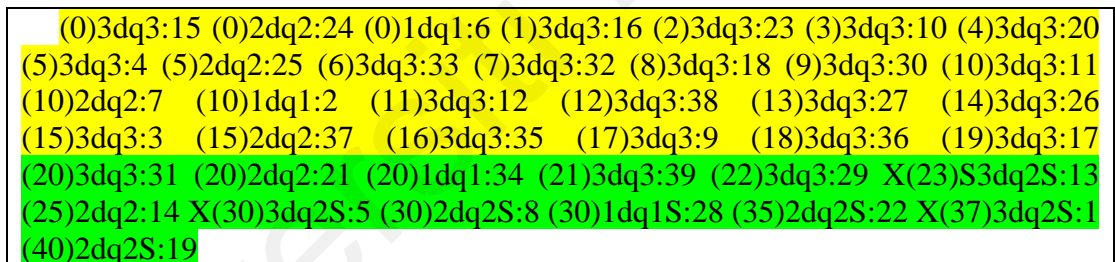 (0)3dq3:15 (0)2dq2:24 (0)1dq1:6 (1)3dq3:16 (2)3dq3:23 (3)3dq3:10 (4)3dq3:20
(5)3dq3:4 (5)2dq2:25 (6)3dq3:33 (7)3dq3:32 (8)3dq3:18 (9)3dq3:30 (10)3dq3:11
(10)2dq2:7 (10)1dq1:2 (11)3dq3:12 (12)3dq3:38 (13)3dq3:27 (14)3dq3:26
(15)3dq3:3 (15)2dq2:37 (16)3dq3:35 (17)3dq3:9 (18)3dq3:36 (19)3dq3:17
(20)3dq3:31 (20)2dq2:21 (20)1dq1:34 (21)3dq3:39 (22)3dq3:29 X(23)S3dq2S:13
(25)2dq2:14 X(30)3dq2S:5 (30)2dq2S:8 (30)1dq1S:28 (35)2dq2S:22 X(37)3dq2S:1
(40)2dq2S:19